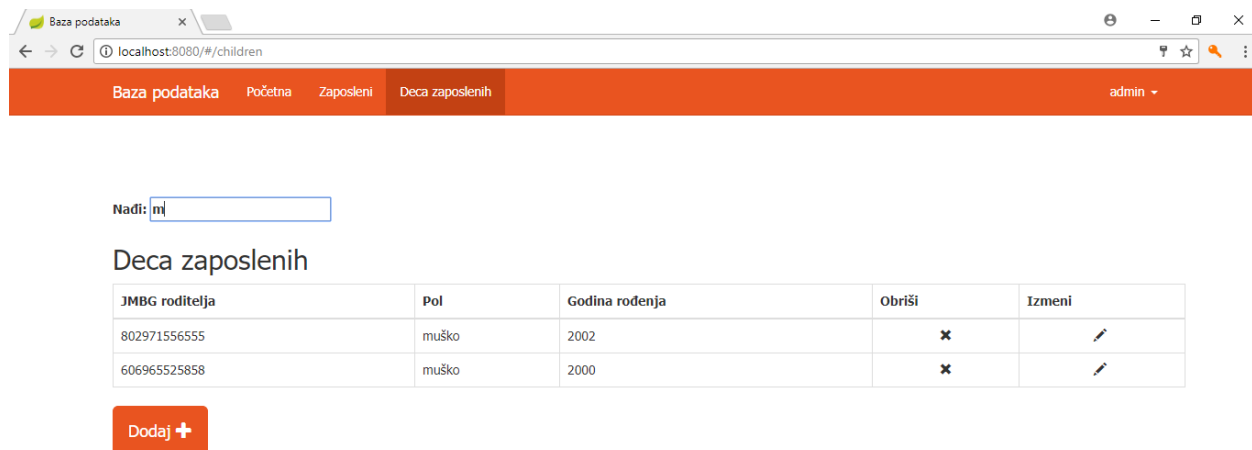 Baza podataka
localhost:8080/#/children
Baza podataka Početna Zaposleni Deca zaposlenih admin
Nađi: m
Deca zaposlenih
JMBG roditelja Pol Godina rođenja Obriši Izmeni
802971556555 muško 2002
606965525858 muško 2000
Dodaj